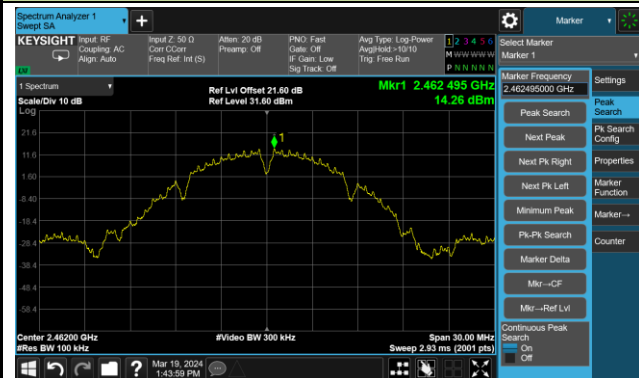 Spectrum Analyzer 1
Swept SA
Marker
KEYSIGHT
Input: RF
Coupling: AC
Align: Auto
Input Z: 50 Ω
Corr CCorr
Freq Ref: Int (S)
Atten: 20 dB
Preamp: Off
PNO: Fast
Gate: Off
IF Gain: Low
Sig Track: Off
Avg Type: Log-Power
Avg|Hold:>10/10
Trig: Free Run
1 2 3 4 5 6
M W W W W W
P N N N N N
LXI
1 Spectrum
Scale/Div 10 dB
Log
Ref Lvl Offset 21.60 dB
Ref Level 31.60 dBm
Mkr1 2.462 495 GHz
14.26 dBm
21.6
11.6
1.60
-8.40
-18.4
-28.4
-38.4
-48.4
-58.4
1
Center 2.46200 GHz
#Res BW 100 kHz
#Video BW 300 kHz
Span 30.00 MHz
Sweep 2.93 ms (2001 pts)
Mar 19, 2024
1:43:59 PM
Select Marker
Marker 1
Marker Frequency
2.462495000 GHz
Peak Search
Next Peak
Next Pk Right
Next Pk Left
Minimum Peak
Pk-Pk Search
Marker Delta
Mkr→CF
Mkr→Ref Lvl
Continuous Peak
Search
On
Off
Settings
Peak
Search
Pk Search
Config
Properties
Marker
Function
Marker→
Counter